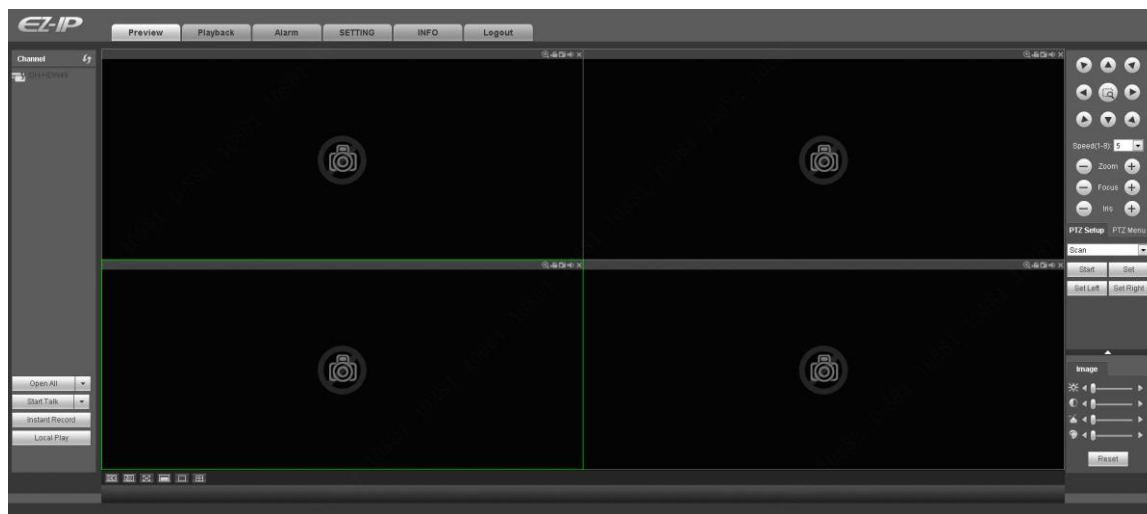 EZ-IP
Preview Playback Alarm SETTING INFO Logout
Channel
Speed(1-8): 5
Zoom
Focus
Iris
PTZ Setup PTZ Menu
Scan
Start Set
Set Left Set Right
Open All
Start Talk
Instant Record
Local Play
Image
Reset